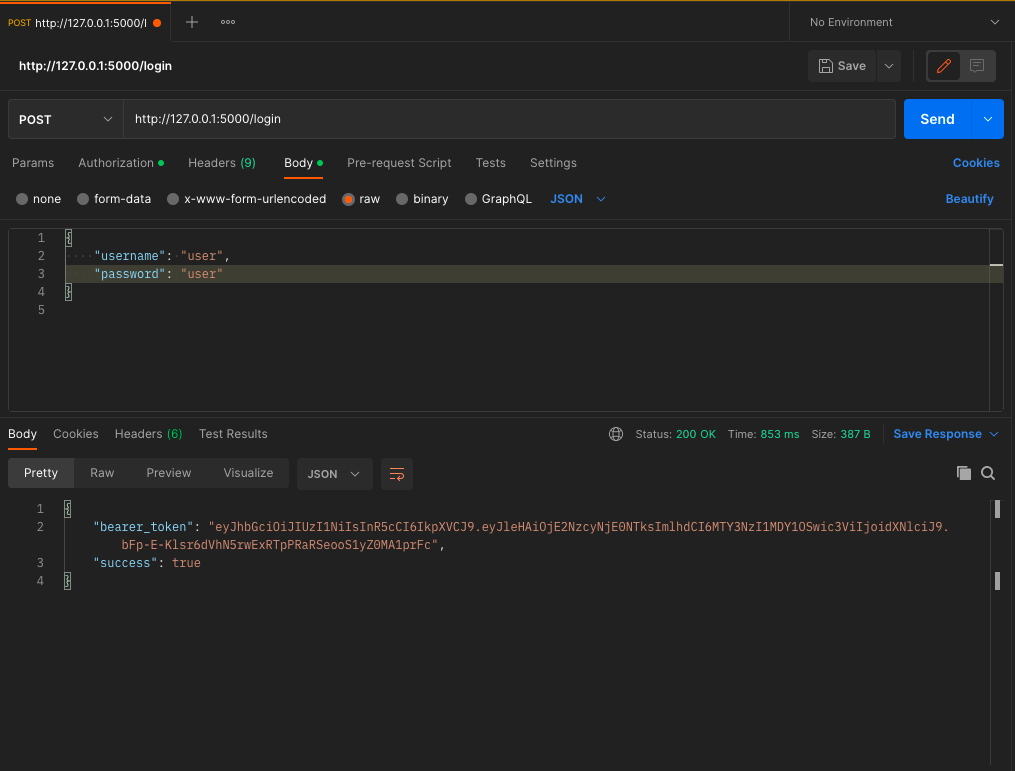 POST http://127.0.0.1:5000/l
No Environment
http://127.0.0.1:5000/login
Save
POST http://127.0.0.1:5000/login Send
Params Authorization Headers (9) Body Pre-request Script Tests Settings Cookies
none form-data x-www-form-urlencoded raw binary GraphQL JSON Beautify
1 {
2 "username": "user",
3 "password": "user"
4 }
5
Body Cookies Headers (6) Test Results Status: 200 OK Time: 853 ms Size: 387 B Save Response
Pretty Raw Preview Visualize JSON
1 {
2 "bearer_token": "eyJhbGciOiJIUzI1NiIsInR5cCI6IkpXVCJ9.eyJleHAiOjE2NzcyNjE0NTksImlhdCI6MTY3NzI1MDY1OSwic3ViIjoidXNlciJ9.
bFp-E-Klsr6dVhN5rwExRTpPRaRSeooS1yZ0MA1prFc",
3 "success": true
4 }